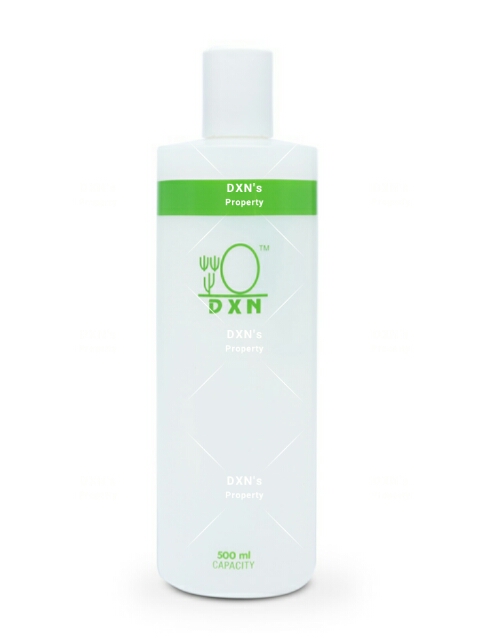 DXN's
Property
TM
DXN
DXN's
Property
DXN's
Property
500 ml
CAPACITY